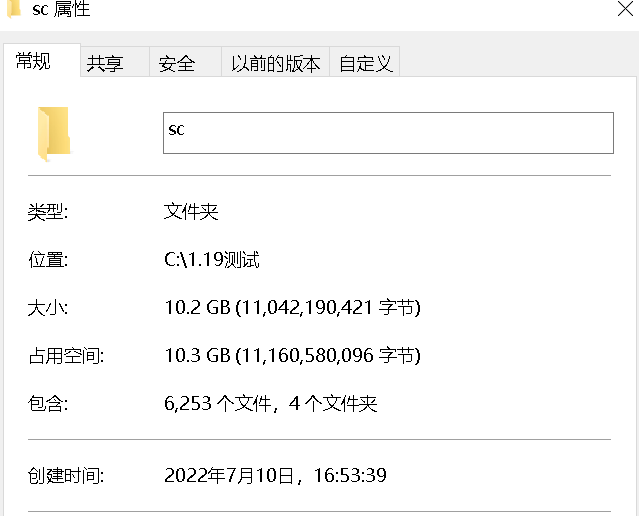 sc 属性
常规 共享 安全 以前的版本 自定义
sc
类型: 文件夹
位置: C:\1.19测试
大小: 10.2 GB (11,042,190,421 字节)
占用空间: 10.3 GB (11,160,580,096 字节)
包含: 6,253 个文件，4 个文件夹
创建时间: 2022年7月10日，16:53:39